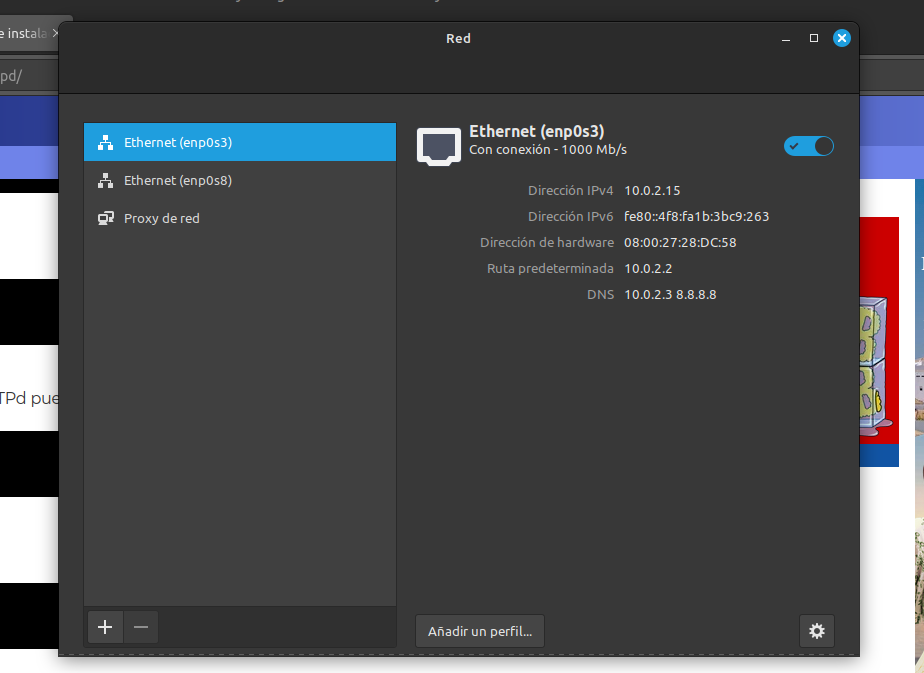 Red
e instala
pd/
Ethernet (enp0s3)
Ethernet (enp0s8)
Proxy de red
Ethernet (enp0s3)
Con conexión - 1000 Mb/s
Dirección IPv4 10.0.2.15
Dirección IPv6 fe80::4f8:fa1b:3bc9:263
Dirección de hardware 08:00:27:28:DC:58
Ruta predeterminada 10.0.2.2
DNS 10.0.2.3 8.8.8.8
TPd pue
Añadir un perfil...